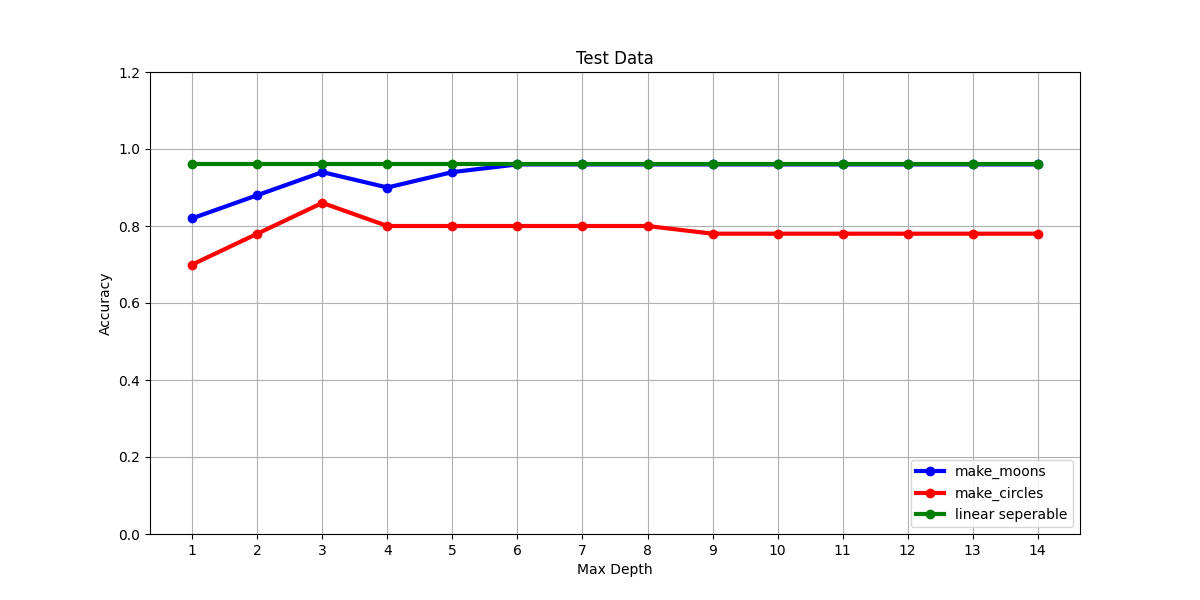 Test Data
1.2
1.0
0.8
0.6
0.4
0.2
0.0
Accuracy
1 2 3 4 5 6 7 8 9 10 11 12 13 14
Max Depth
make_moons
make_circles
linear seperable